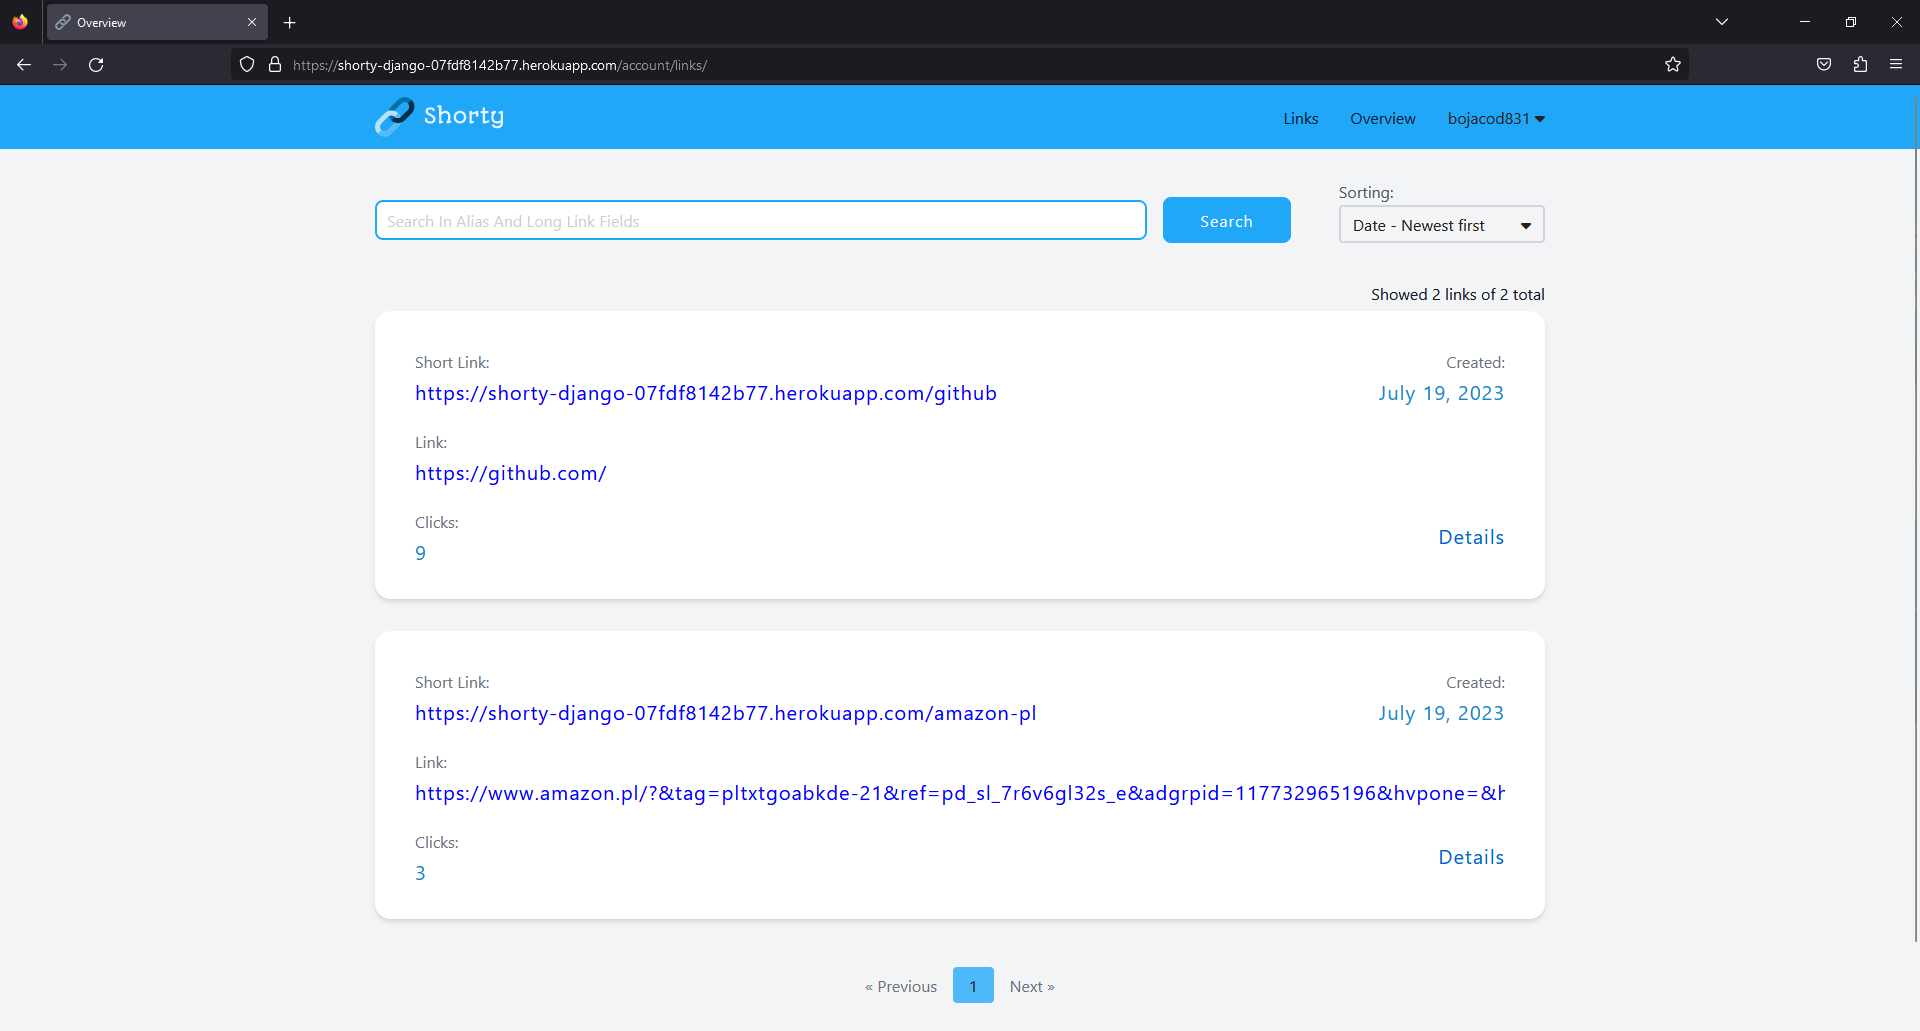 Overview
https://shorty-django-07fdf8142b77.herokuapp.com/account/links/
Shorty
Links Overview bojacod831
Sorting:
Search In Alias And Long Link Fields Search Date - Newest first
Showed 2 links of 2 total
Short Link: Created:
https://shorty-django-07fdf8142b77.herokuapp.com/github July 19, 2023
Link:
https://github.com/
Clicks:
9 Details
Short Link: Created:
https://shorty-django-07fdf8142b77.herokuapp.com/amazon-pl July 19, 2023
Link:
https://www.amazon.pl/?&tag=pltxtgoabkde-21&ref=pd_sl_7r6v6gl32s_e&adgrpid=117732965196&hvpone=&h
Clicks:
3 Details
« Previous 1 Next »